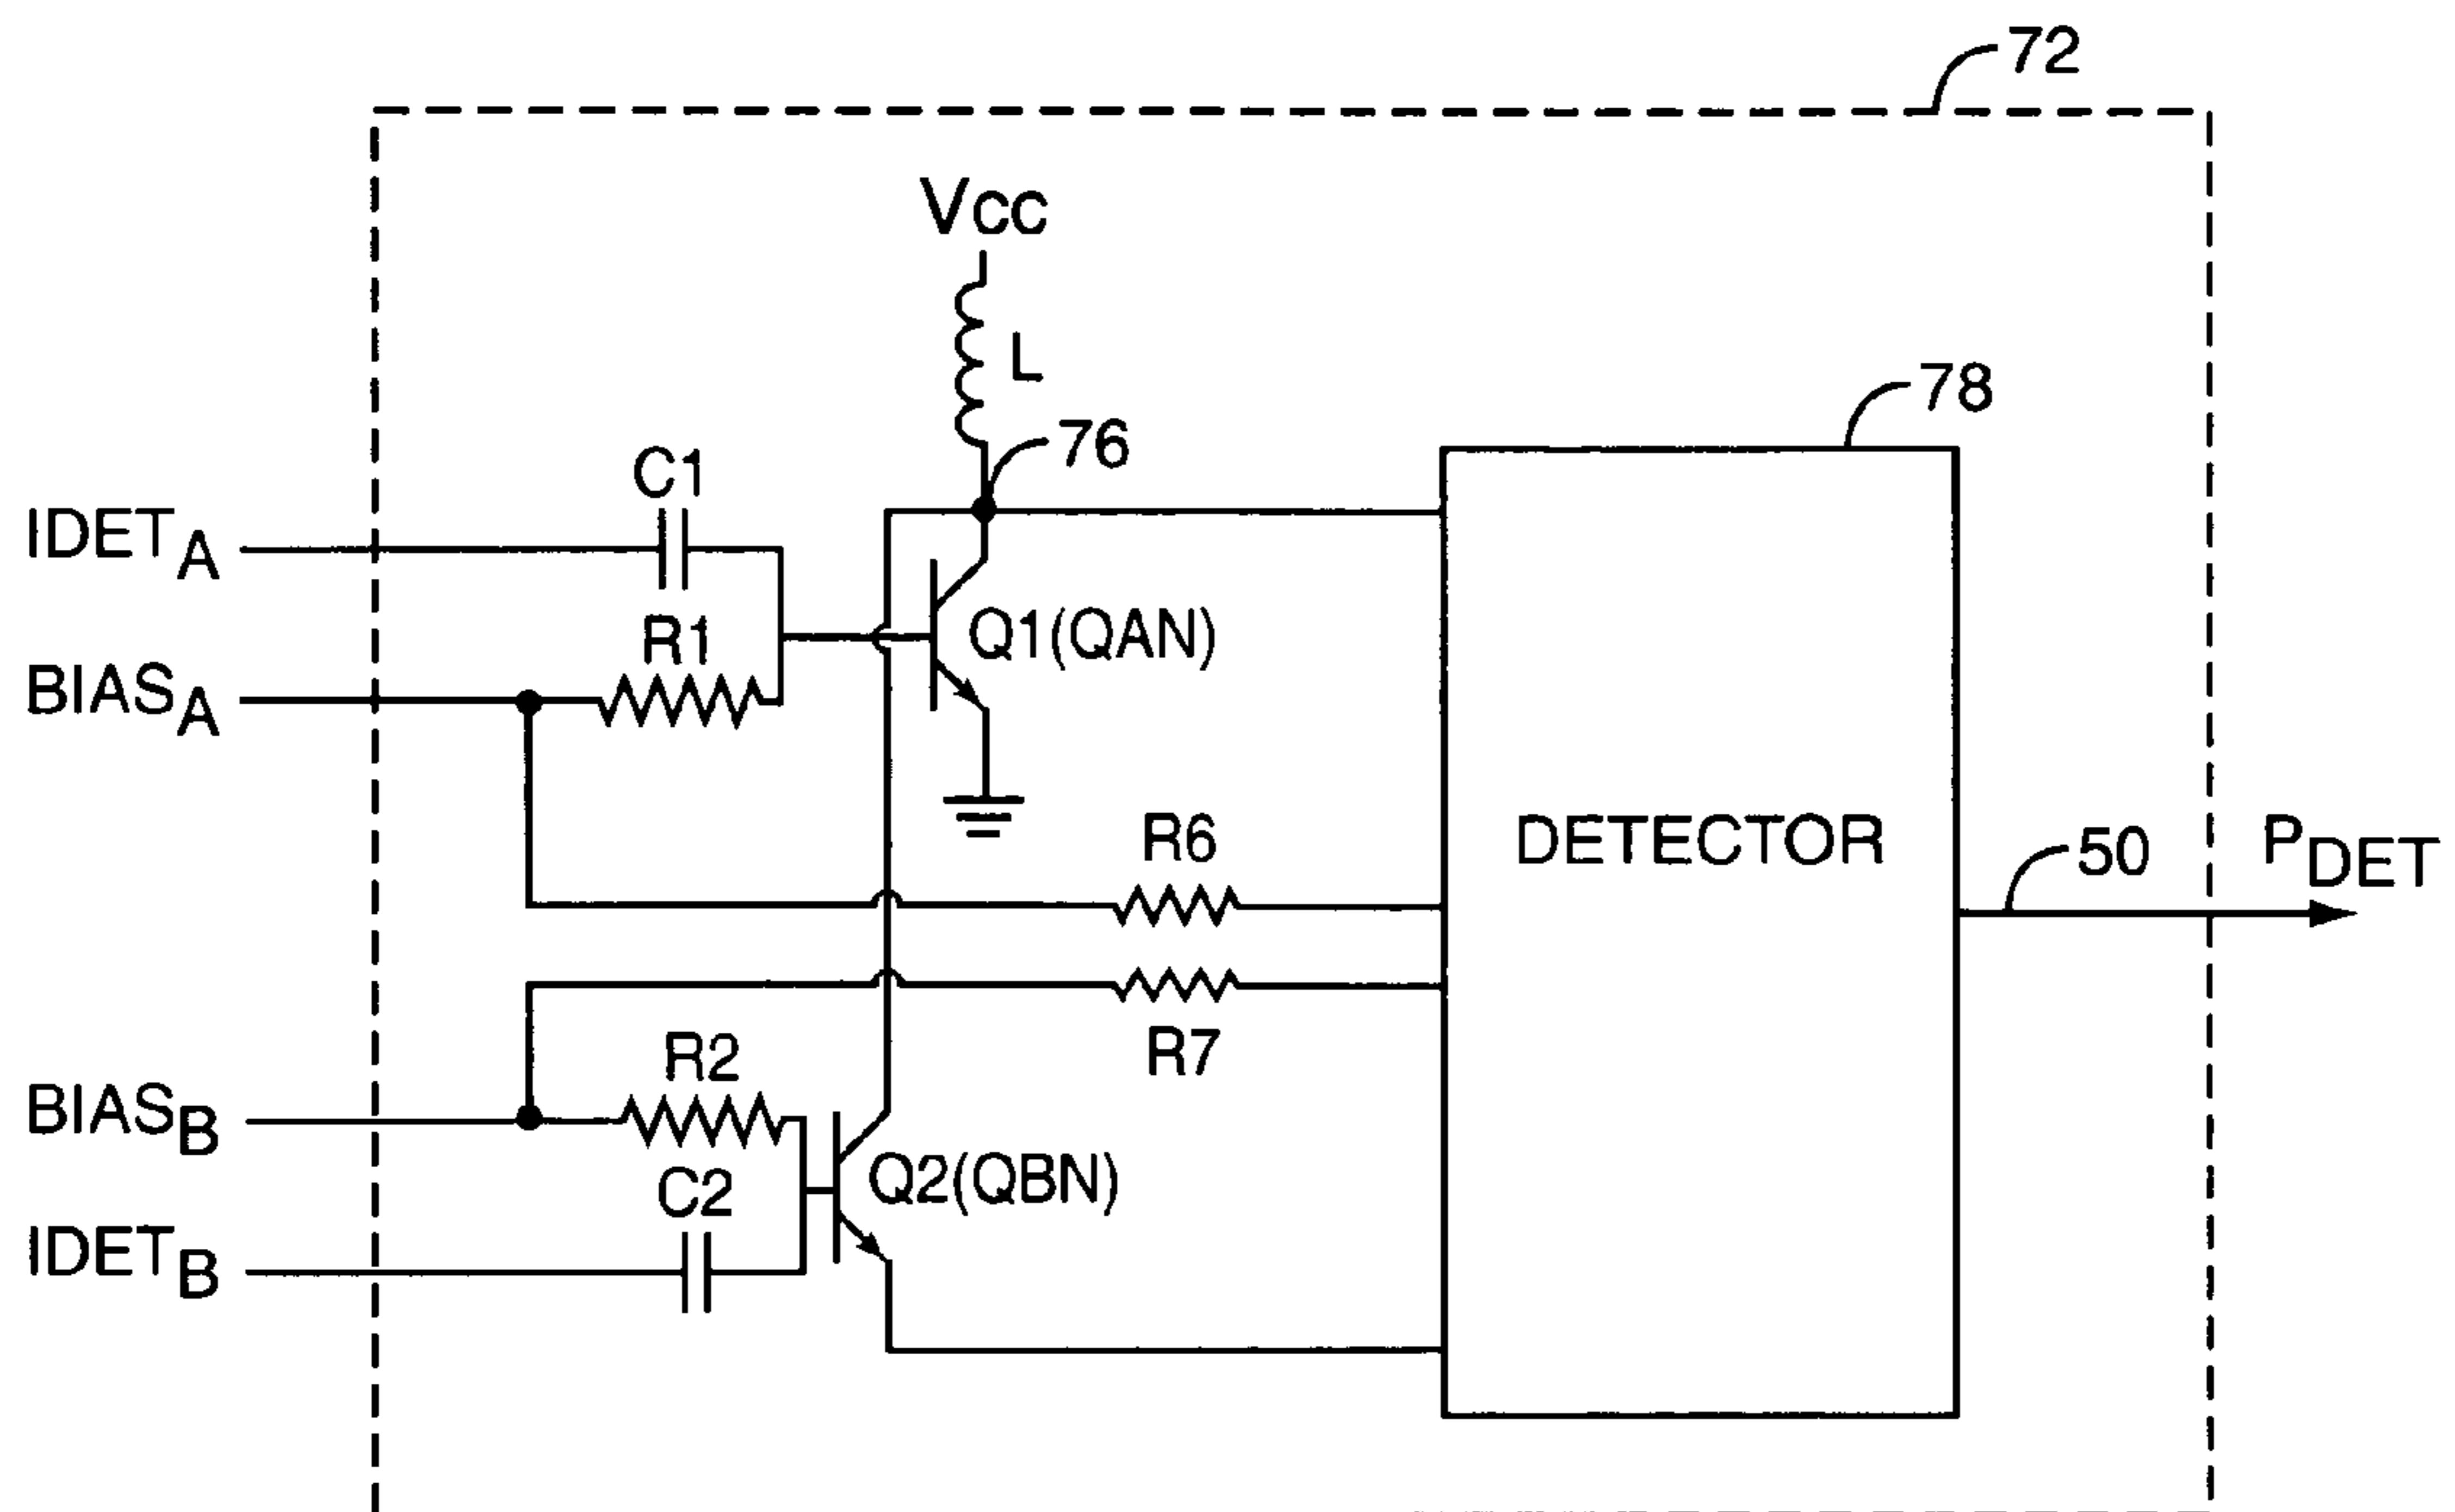 72
VCC
L
78
76
C1
IDETA
Q1(QAN)
R1
BIASA
R6
DETECTOR
50
PDET
R7
R2
BIASB
Q2(QBN)
C2
IDETB